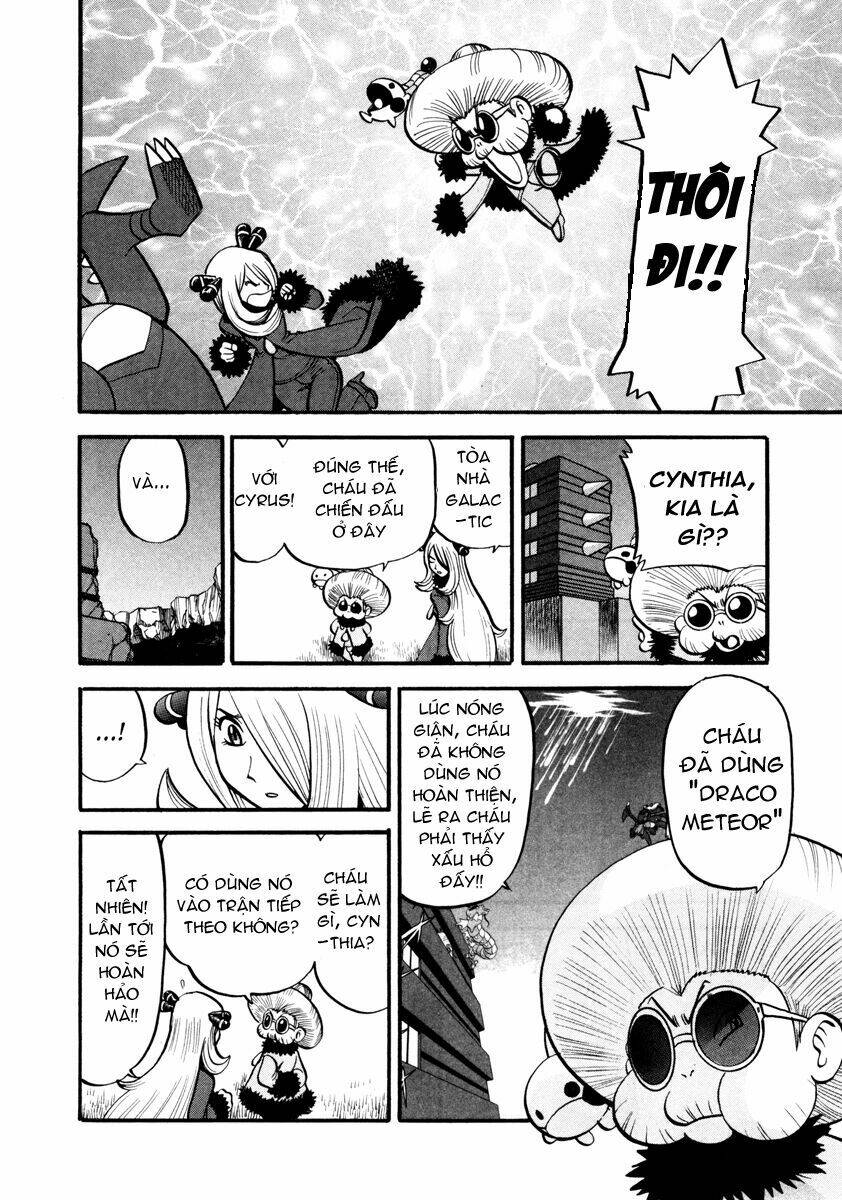 THÔI
ĐI!!
CYNTHIA,
KIA LÀ
GÌ??
TÒA
NHÀ
GALAC
-TIC
ĐÚNG THẾ,
CHÁU ĐÃ
CHIẾN ĐẤU
Ở ĐÂY
VỚI
CYRUS!
VÀ...
CHÁU
ĐÃ DÙNG
"DRACO
METEOR"
LÚC NÓNG
GIẬN, CHÁU
ĐÃ KHÔNG
DÙNG NÓ
HOÀN THIỆN,
LẼ RA CHÁU
PHẢI THẤY
XẤU HỔ
ĐẤY!!
...!
CHÁU
SẼ LÀM
GÌ, CYN
-THIA?
CÓ DÙNG NÓ
VÀO TRẬN TIẾP
THEO KHÔNG?
TẤT
NHIÊN!
LẦN TỚI
NÓ SẼ
HOÀN
HẢO
MÀ!!